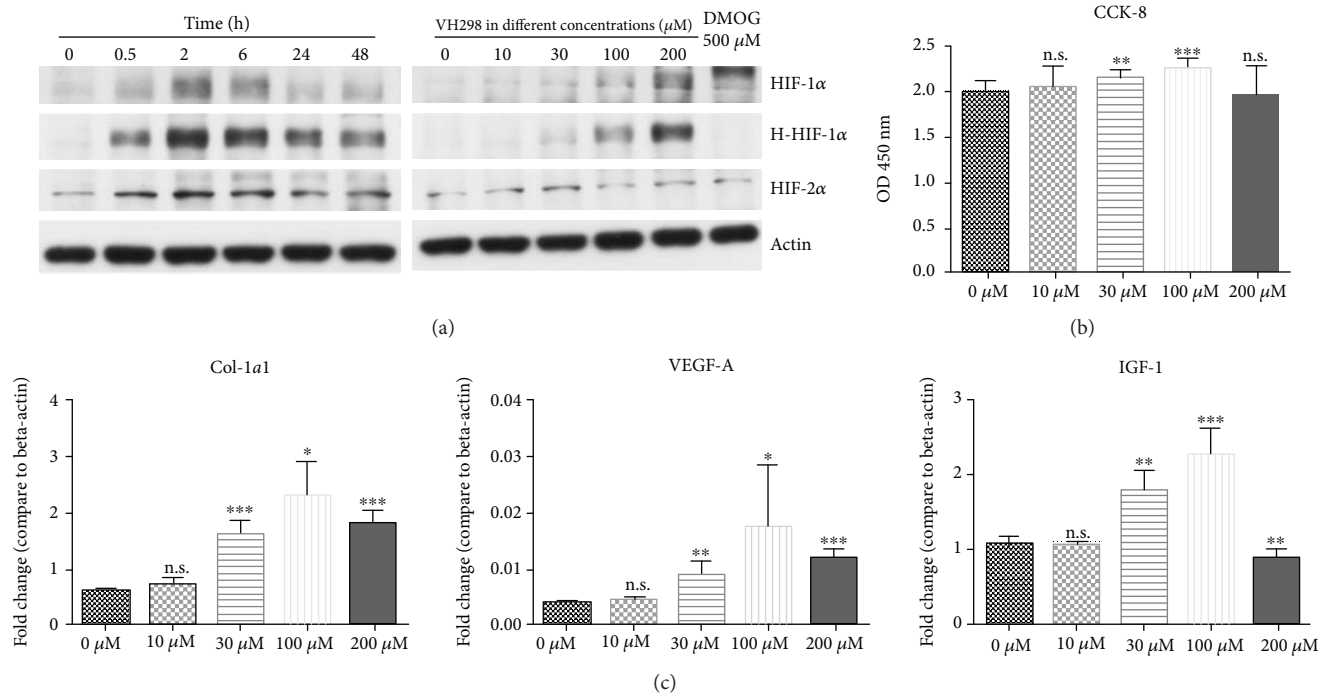 Time (h)
0 0.5 2 6 24 48
VH298 in different concentrations (µM)
0 10 30 100 200
DMOG
500 µM
HIF-1α
H-HIF-1α
HIF-2α
Actin
(a)
CCK-8
OD 450 nm
2.5
2.0
1.5
1.0
0.5
0.0
n.s. ** *** n.s.
0 µM 10 µM 30 µM 100 µM 200 µM
(b)
Col-1a1
Fold change (compare to beta-actin)
4
3
2
1
0
n.s. *** * ***
0 µM 10 µM 30 µM 100 µM 200 µM
VEGF-A
Fold change (compare to beta-actin)
0.04
0.03
0.02
0.01
0.00
n.s. ** * ***
0 µM 10 µM 30 µM 100 µM 200 µM
IGF-1
Fold change (compare to beta-actin)
3
2
1
0
n.s. ** *** **
0 µM 10 µM 30 µM 100 µM 200 µM
(c)